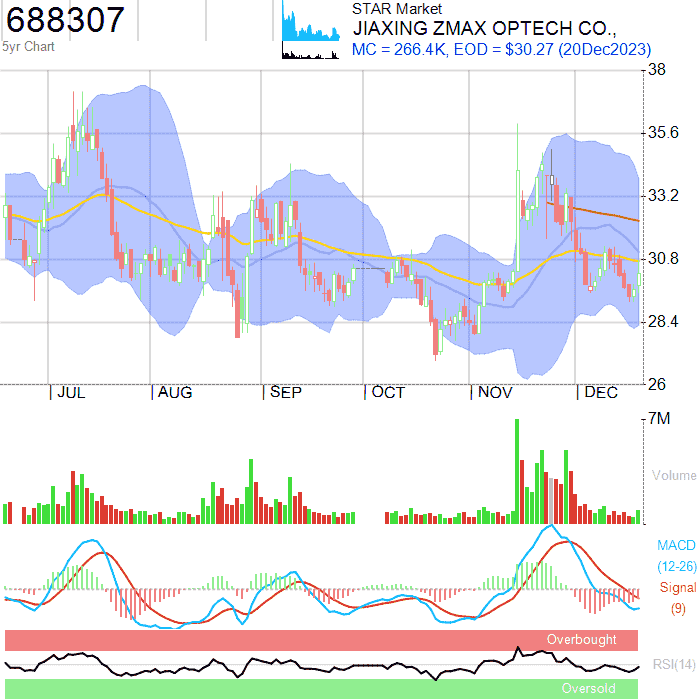 688307
5yr Chart
STAR Market
JIAXING ZMAX OPTECH CO.,
MC = 266.4K, EOD = $30.27 (20Dec2023)
38
35.6
33.2
30.8
28.4
26
JUL AUG SEP OCT NOV DEC
7M
Volume
MACD
(12-26)
Signal
(9)
Overbought
RSI(14)
Oversold